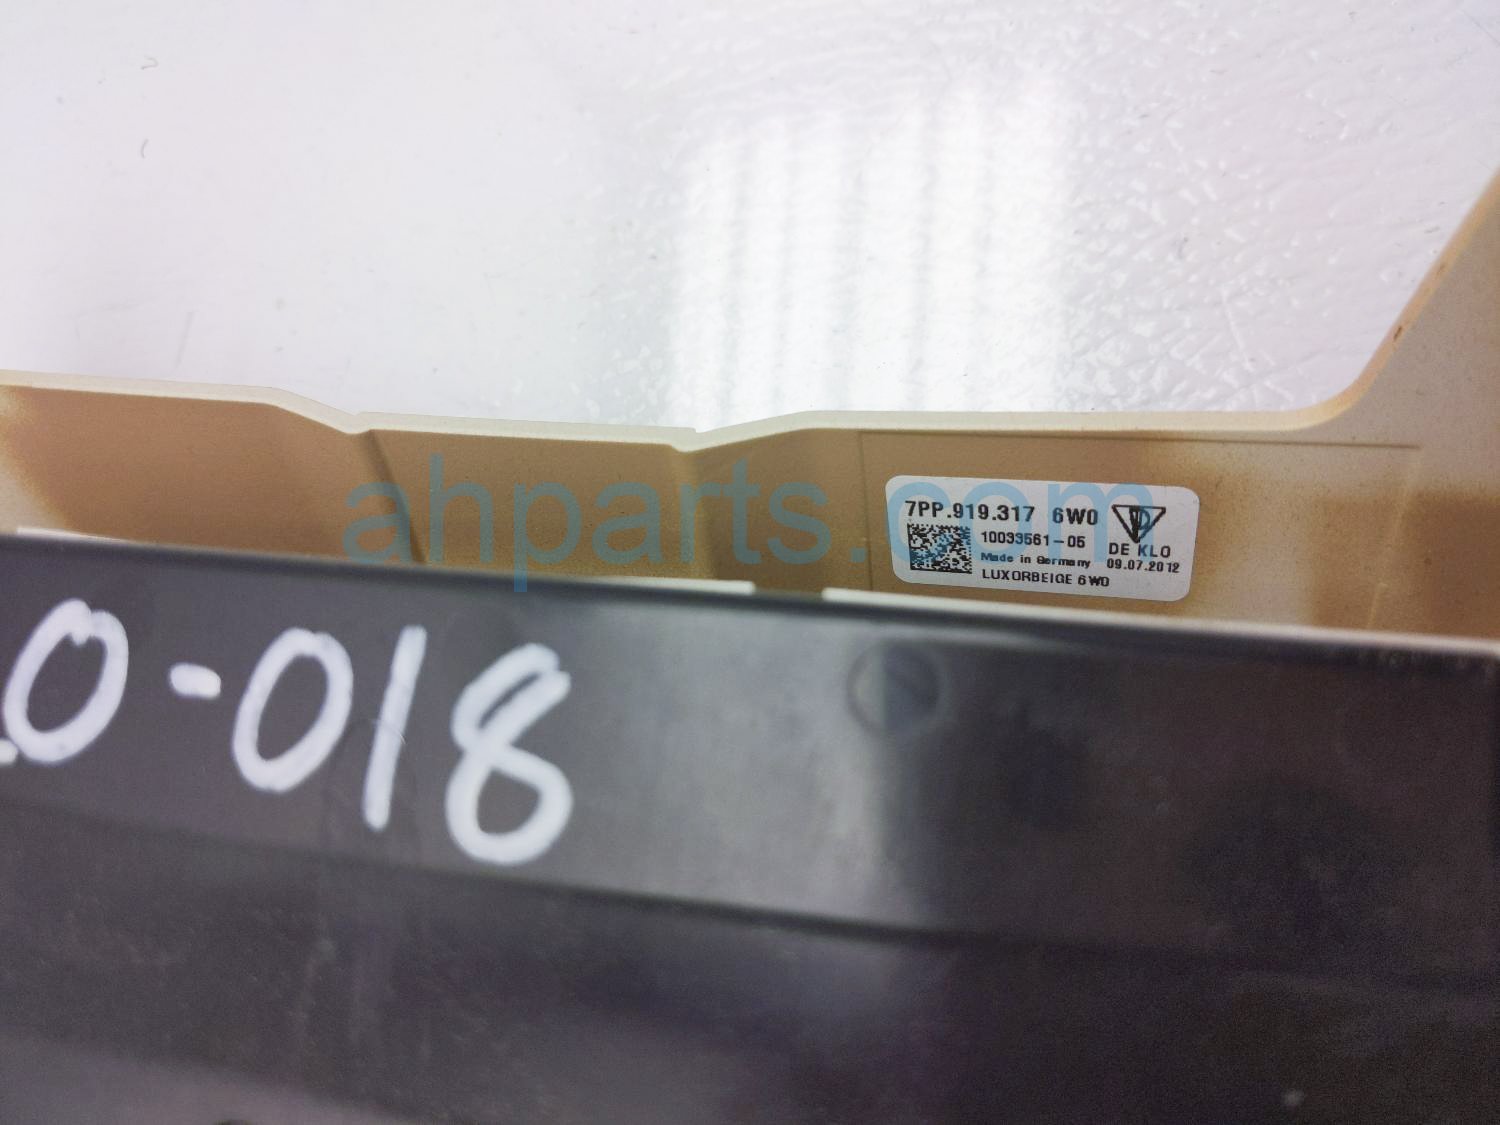 ahparts.com
7PP.919.317 6W0
10033561-05
DE KLO
Made in Germany 09.07.2012
LUXORBEIGE 6W0
0-018